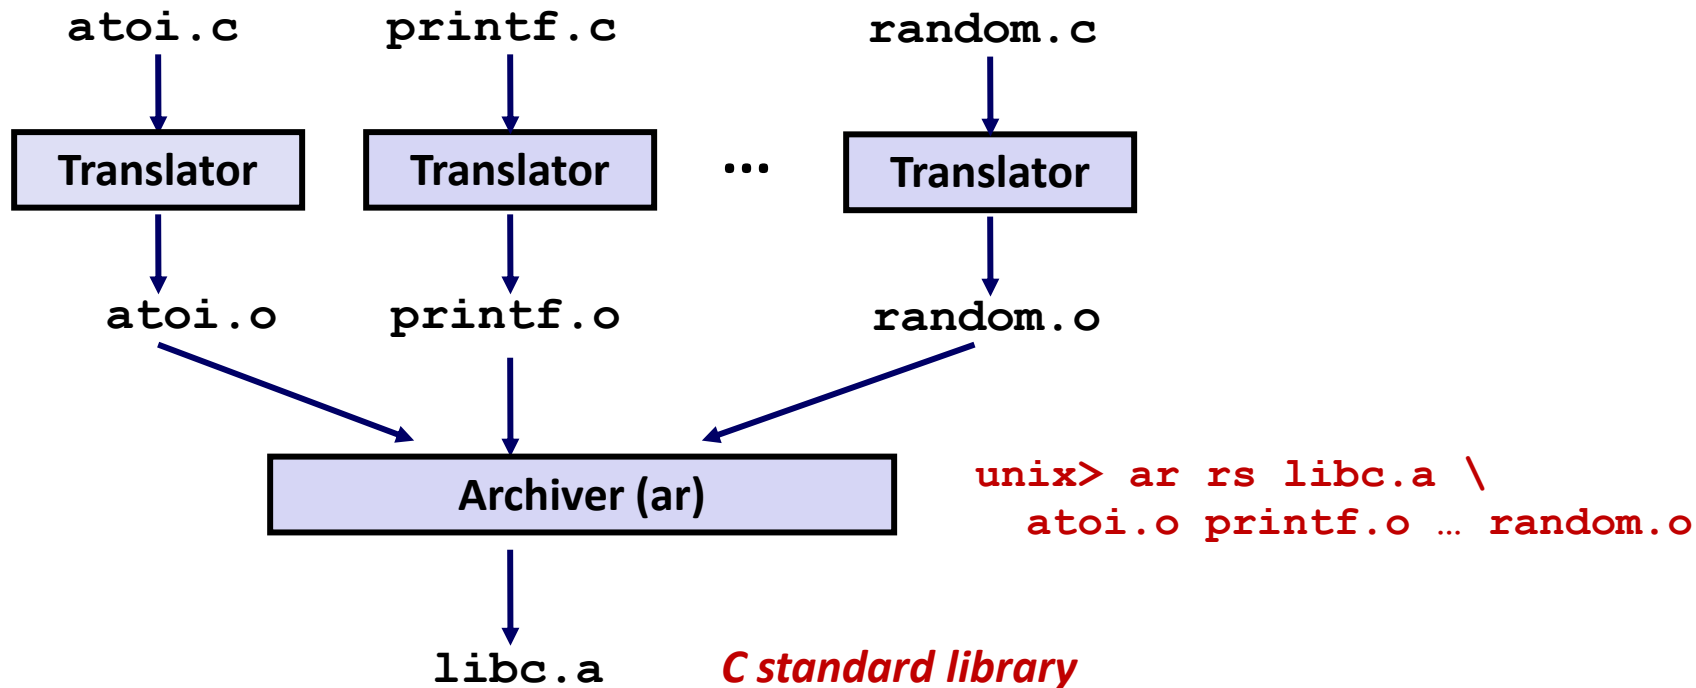 atoi.c printf.c random.c
Translator Translator ... Translator
atoi.o printf.o random.o
Archiver (ar)
unix> ar rs libc.a \
atoi.o printf.o … random.o
libc.a C standard library